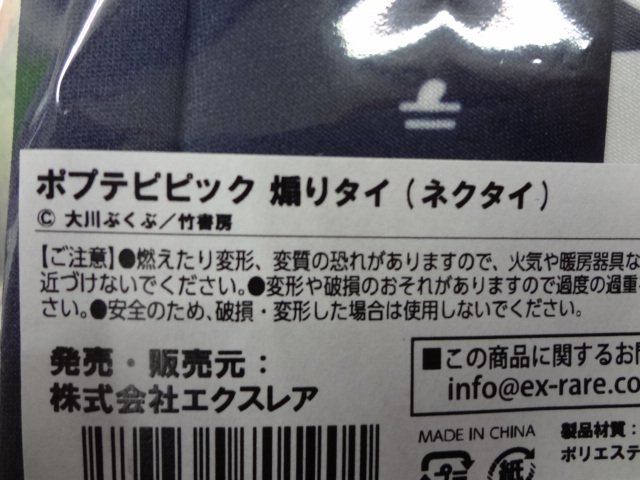 ポプテピピック 煽りタイ (ネクタイ)
© 大川ぶくぶ/竹書房
【ご注意】●燃えたり変形、変質の恐れがありますので、火気や暖房器具な
近づけないでください。●変形や破損のおそれがありますので過度の過重
さい。●安全のため、破損・変形した場合は使用しないでください。
発売・販売元:
株式会社エクスレア
■この商品に関するお問
info@ex-rare.co
MADE IN CHINA
製品材質:
ポリエステ
プラ
紙